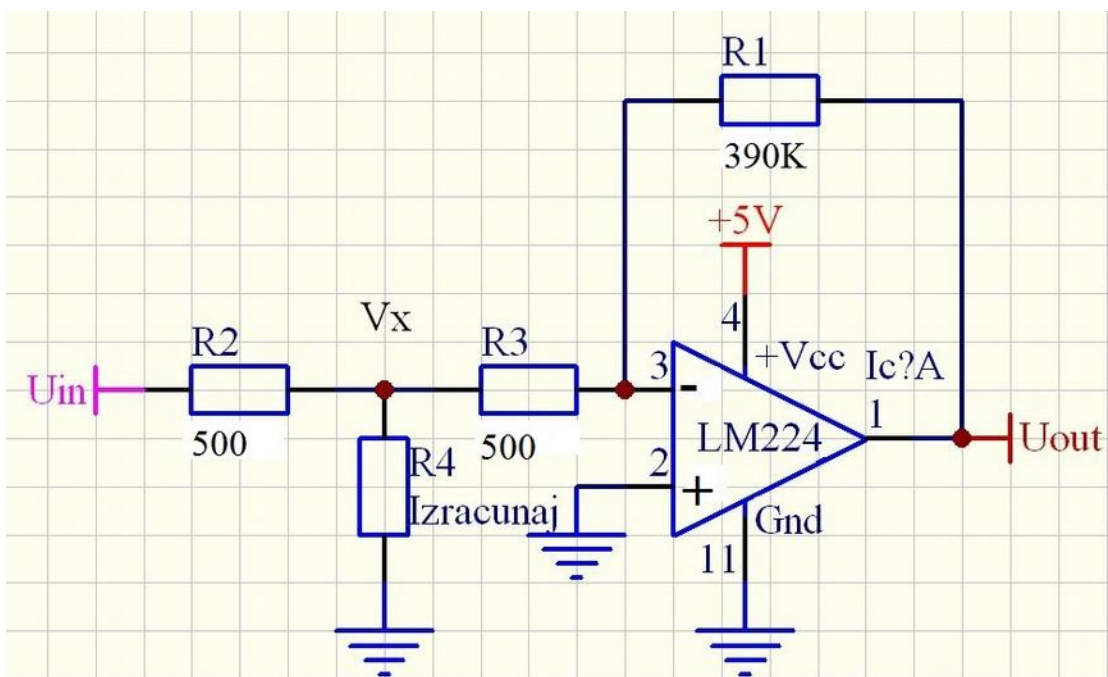 R1
390K
+5V
4
Vx
+Vcc
Ic?A
R2
R3
3
-
1
Uin
LM224
Uout
500
500
R4
2
+
Izracunaj
Gnd
11